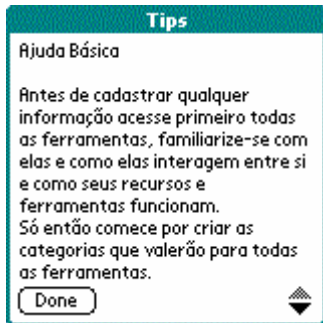 Tips
Ajuda Básica
Antes de cadastrar qualquer
informação acesse primeiro todas
as ferramentas, familiarize-se com
elas e como elas interagem entre si
e como seus recursos e
ferramentas funcionam.
Só então comece por criar as
categorias que valerão para todas
as ferramentas.
Done